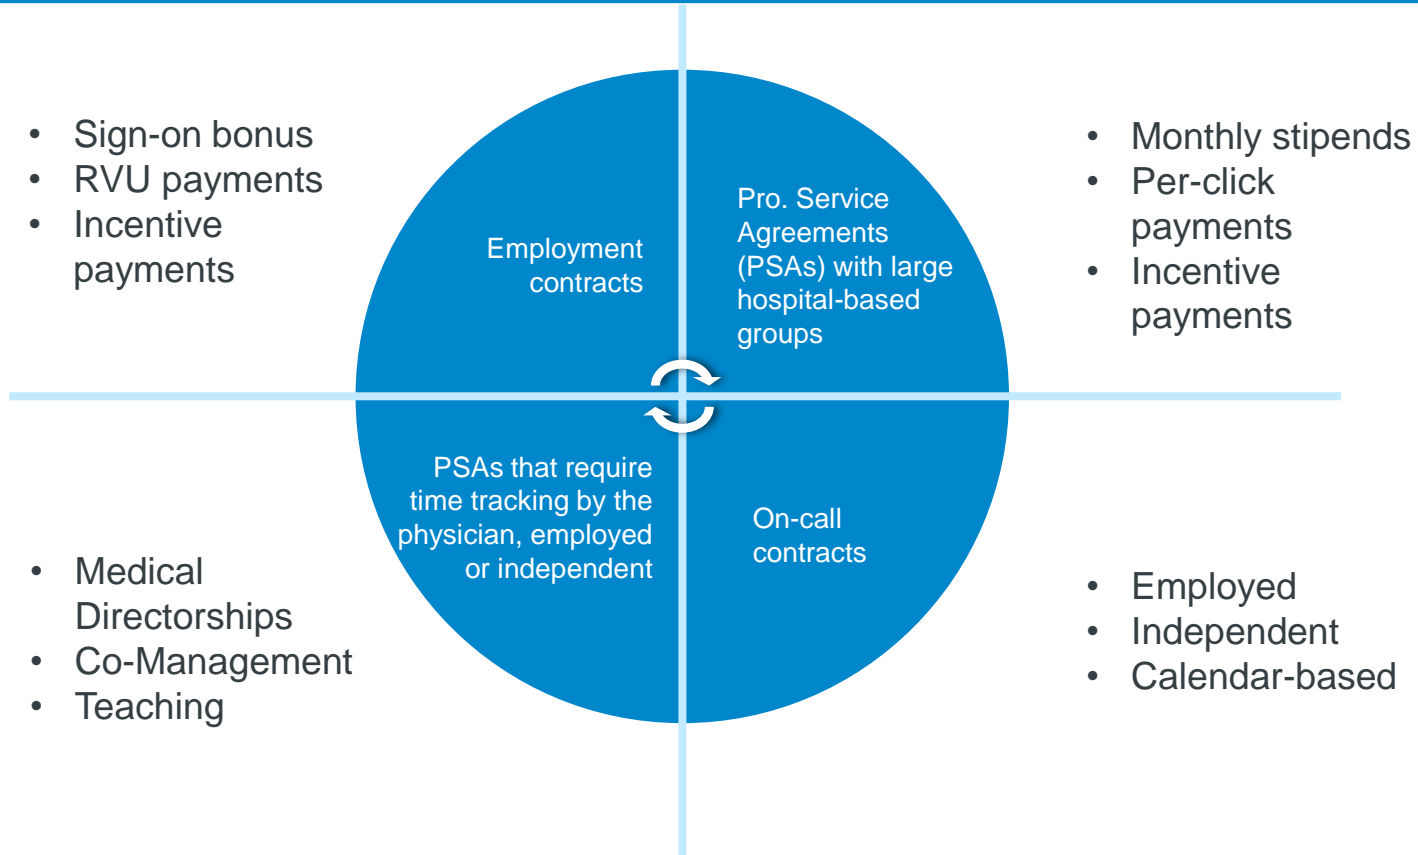 • Sign-on bonus
• RVU payments
• Incentive
payments
Employment
contracts
Pro. Service
Agreements
(PSAs) with large
hospital-based
groups
• Monthly stipends
• Per-click
payments
• Incentive
payments
• Medical
Directorships
• Co-Management
• Teaching
PSAs that require
time tracking by the
physician, employed
or independent
On-call
contracts
• Employed
• Independent
• Calendar-based